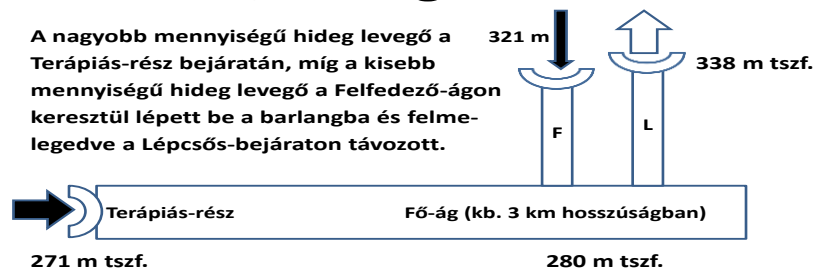 A nagyobb mennyiségű hideg levegő a
Terápiás-rész bejáratán, míg a kisebb
mennyiségű hideg levegő a Felfedező-ágon
keresztül lépett be a barlangba és felme-
legedve a Lépcsős-bejáraton távozott.
321 m
338 m tszf.
F
L
Terápiás-rész
Fő-ág (kb. 3 km hosszúságban)
271 m tszf.
280 m tszf.